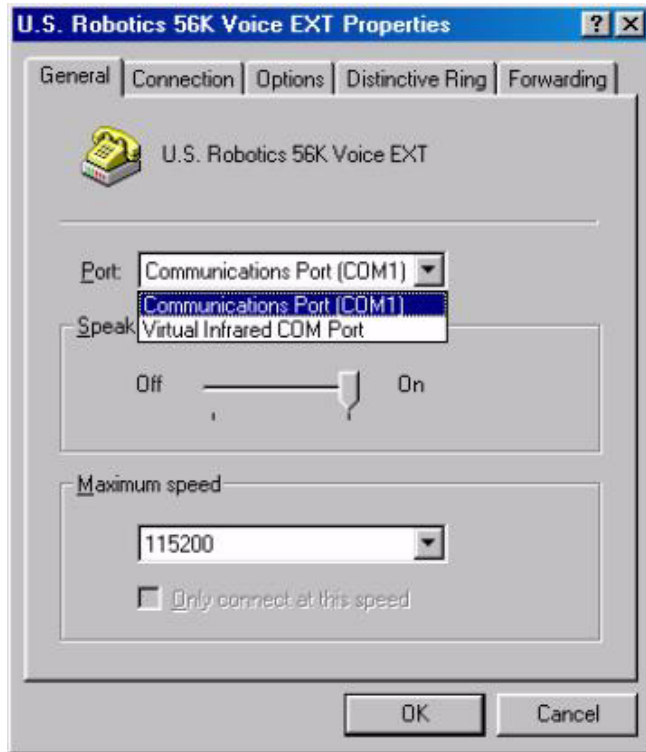 U.S. Robotics 56K Voice EXT Properties
General Connection Options Distinctive Ring Forwarding
U.S. Robotics 56K Voice EXT
Port: Communications Port (COM1)
Communications Port (COM1)
Virtual Infrared COM Port
Speak
Off On
Maximum speed
115200
Only connect at this speed
OK Cancel